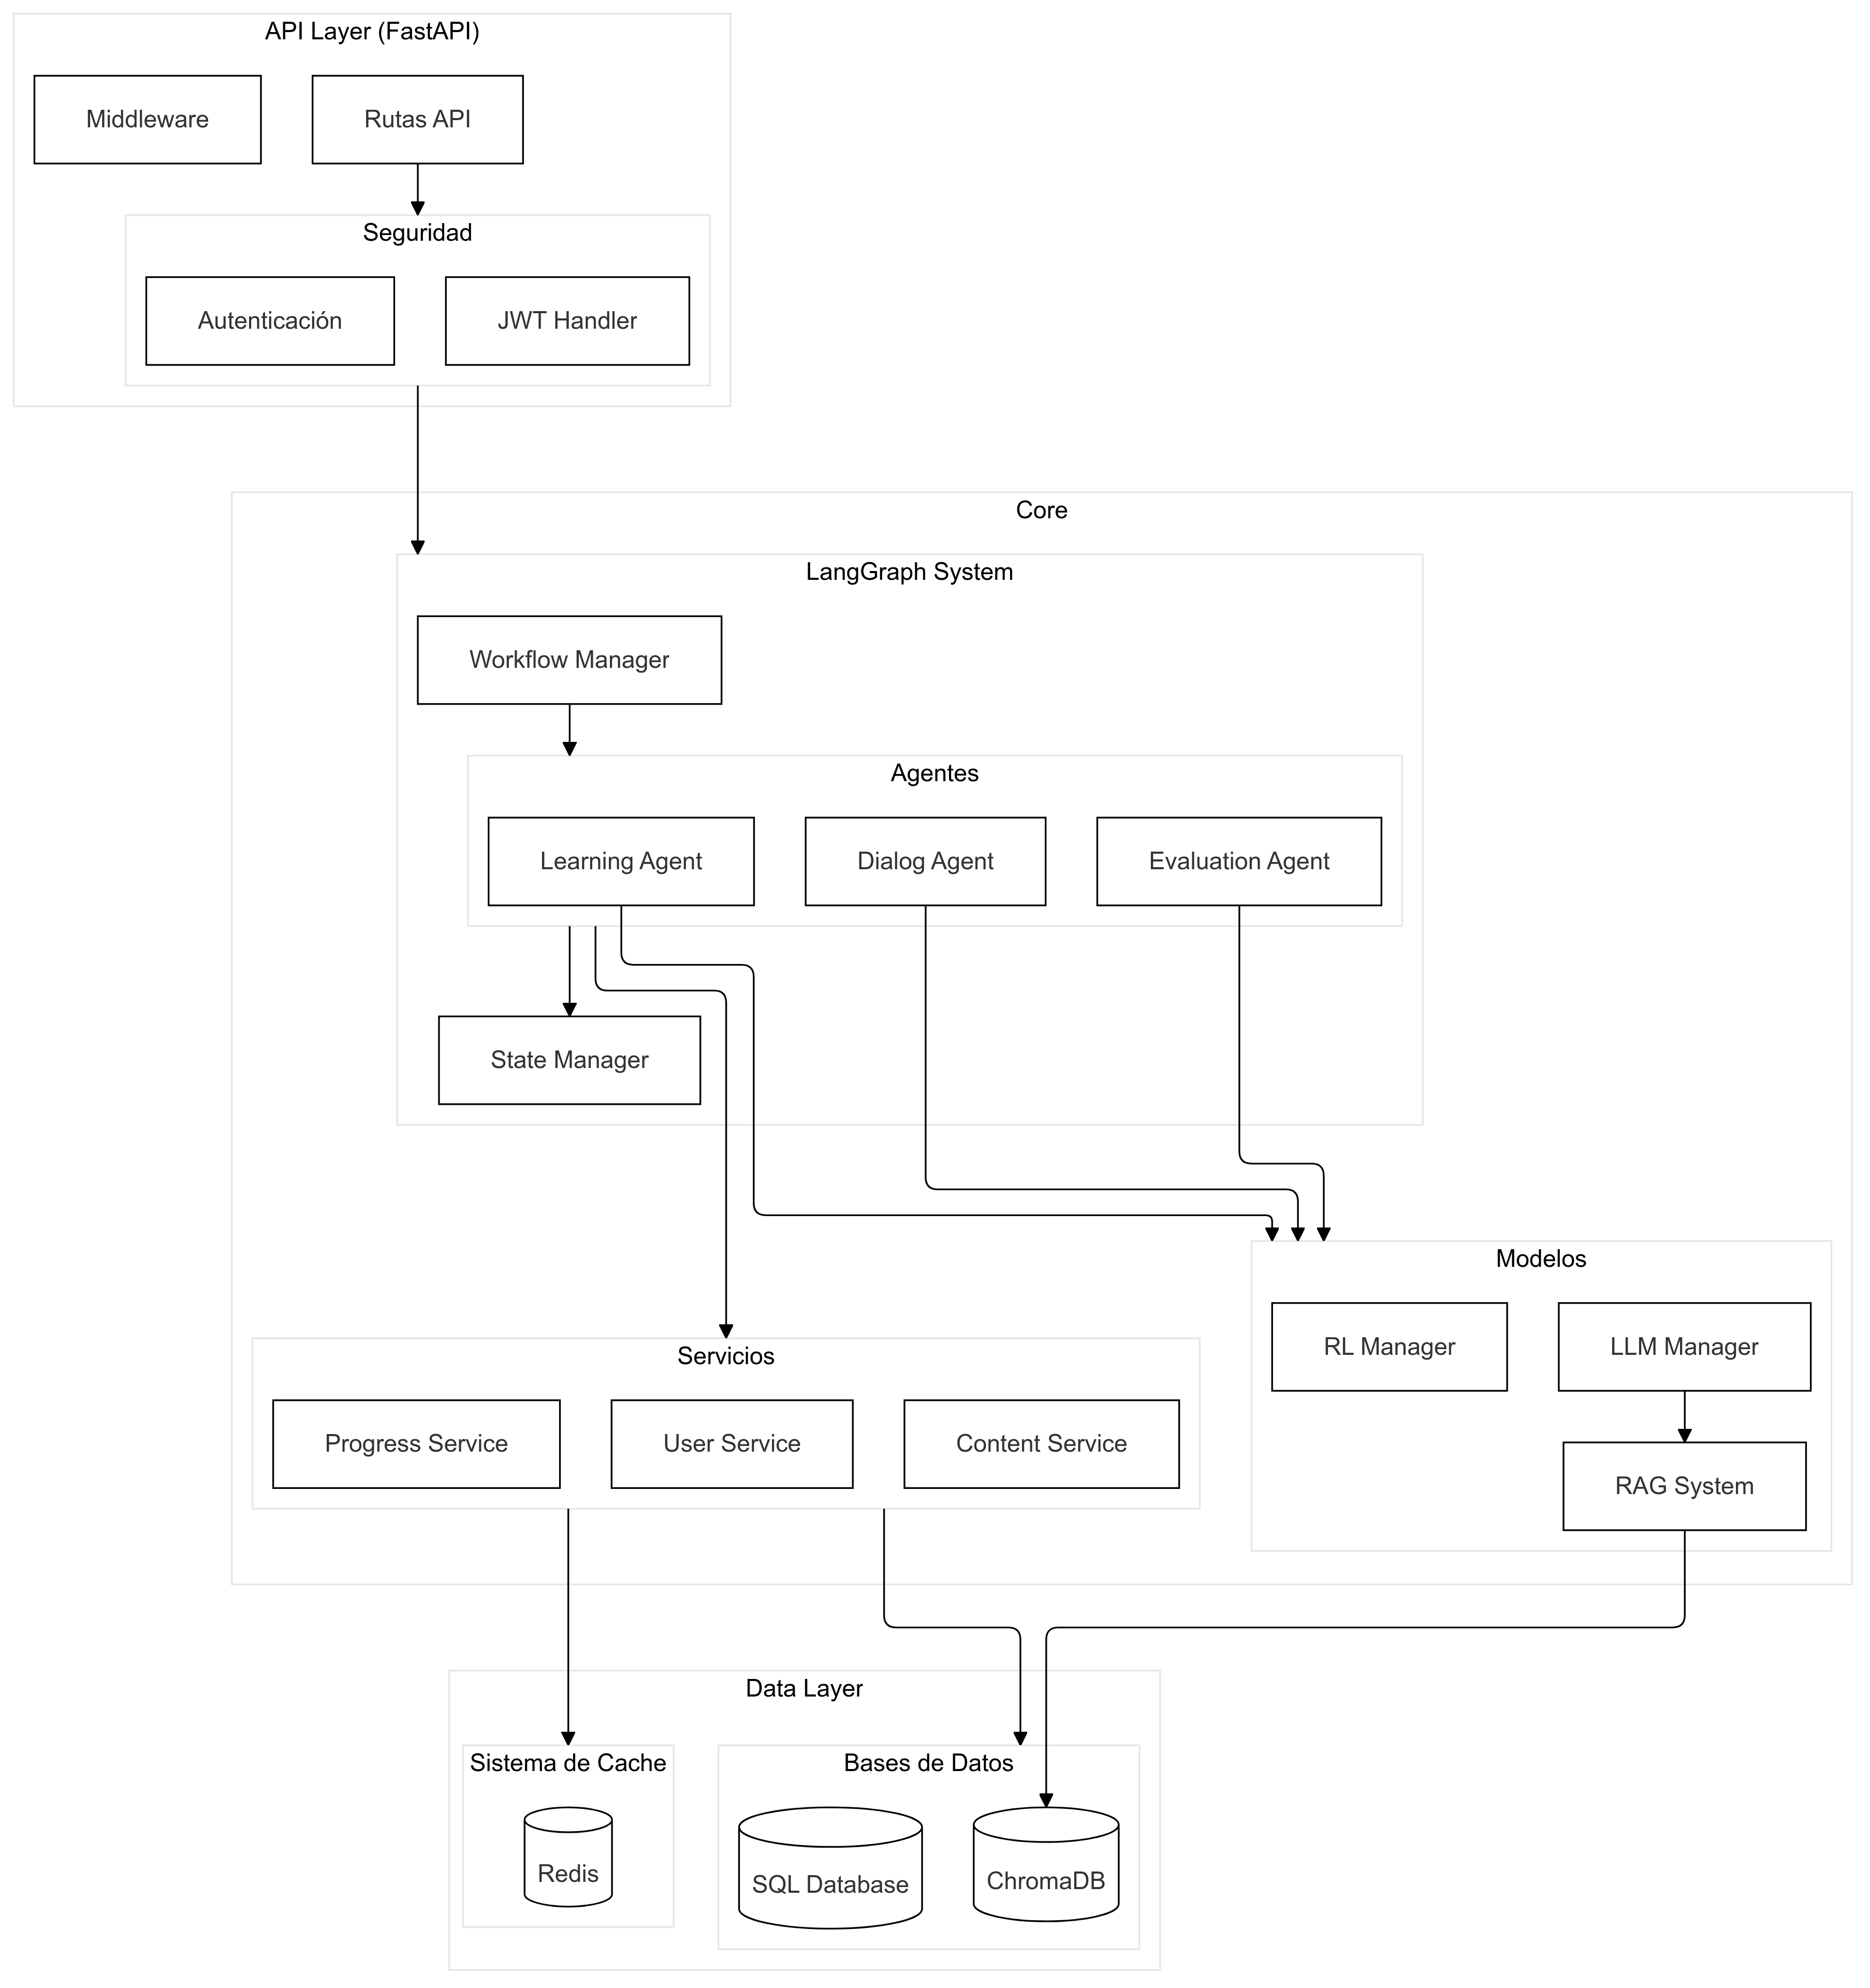 API Layer (FastAPI)
Middleware
Rutas API
Seguridad
Autenticación
JWT Handler
Core
LangGraph System
Workflow Manager
Agentes
Learning Agent
Dialog Agent
Evaluation Agent
State Manager
Modelos
RL Manager
LLM Manager
RAG System
Servicios
Progress Service
User Service
Content Service
Data Layer
Sistema de Cache
Redis
Bases de Datos
SQL Database
ChromaDB